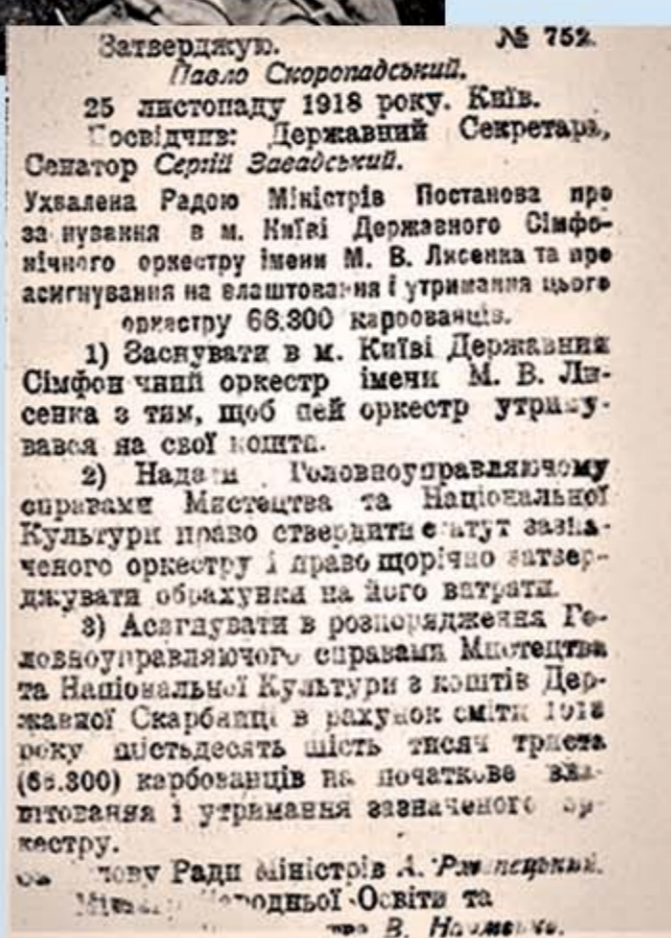 Затверджую. № 752.
Павло Скоропадський.
25 листопаду 1918 року. Київ.
Посвідчив: Державний Секретарь,
Сенатор Сергій Завадський.
Ухвалена Радою Міністрів Постанова про
в м. Київі Державного Сімфо-
нічного оркестру імени М. В. Лисенка та про
асигнування на влаштовання і утримання цього
оркестру 66.300 карбованців.
1) Заснувати в м. Київі Державний
Сімфонічний оркестр імени М. В. Ли-
сенка з тим, щоб цей оркестр утриму-
вався на свої кошти.
2) Надати Головноуправляючому
справами Мистецтва та Національної
Культури право ствердити статут зазна-
ченого оркестру і право щорічно затвер-
джувати обрахунки на його витрати.
3) Асигнувати в розпорядження Го-
ловноуправляючого справами Мистецтва
та Національної Культури з коштів Дер-
жавної Скарбниці в рахунок сміти 1918
року шістьдесять шість тисяч триста
(66.300) карбованців на початкове вла-
штовання і утримання зазначеного ор-
кестру.
Ради Міністрів А. Ржепецький.
Народньої Освіти та
В. Науменко.